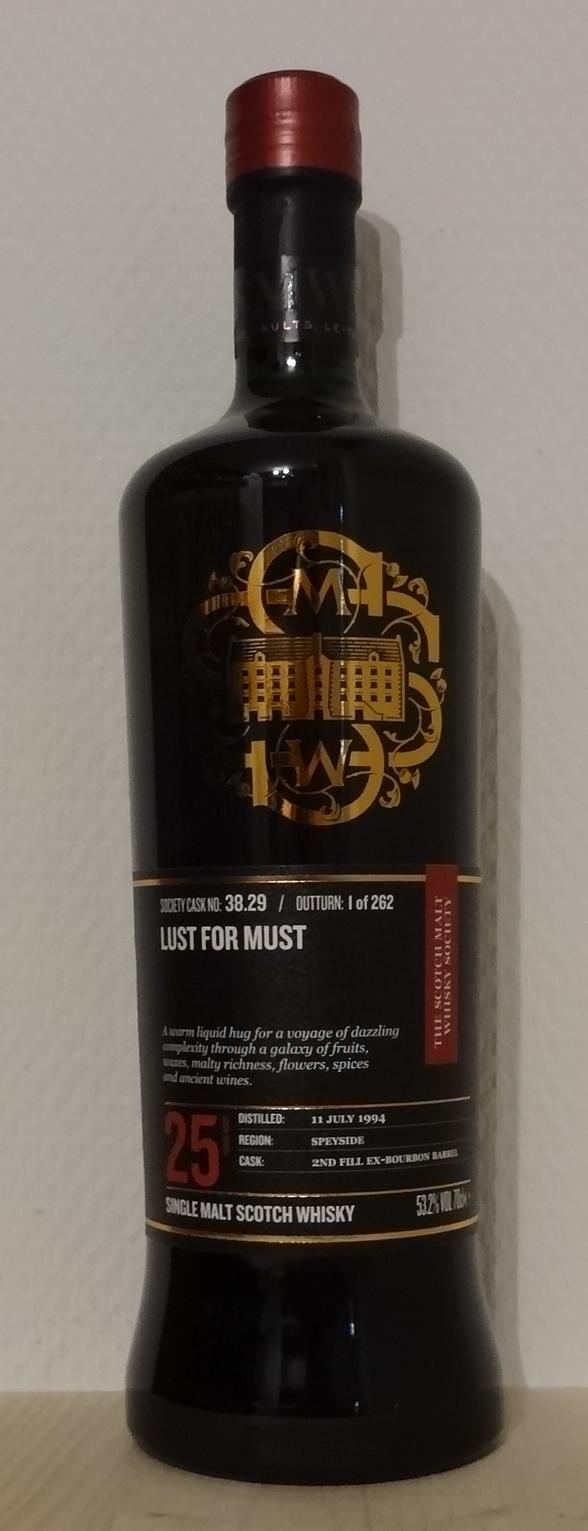 VAULTS, LE
M
W
SOCIETY CASK NO: 38.29 / OUTTURN: 1 of 262
LUST FOR MUST
THE SCOTCH MALT
WHISKY SOCIETY
A warm liquid hug for a voyage of dazzling
complexity through a galaxy of fruits,
waxes, malty richness, flowers, spices
and ancient wines.
25
DISTILLED: 11 JULY 1994
REGION: SPEYSIDE
CASK: 2ND FILL EX-BOURBON BARREL
SINGLE MALT SCOTCH WHISKY
53.2% VOL 70cl